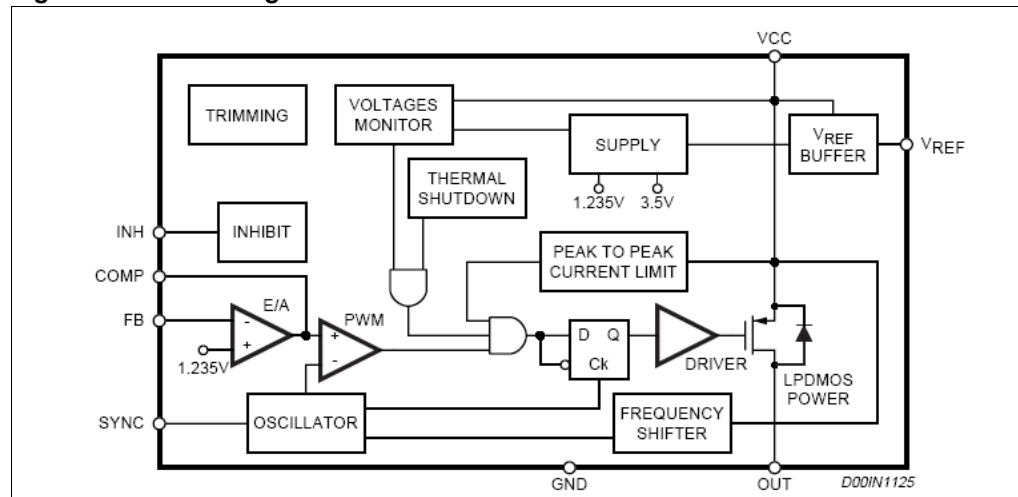 VCC
TRIMMING
VOLTAGES
MONITOR
SUPPLY
1.235V 3.5V
VREF
BUFFER
VREF
THERMAL
SHUTDOWN
INH
INHIBIT
COMP
PEAK TO PEAK
CURRENT LIMIT
FB
E/A
-
+
1.235V
PWM
+
-
D Q
Ck
DRIVER
LPDMOS
POWER
SYNC
OSCILLATOR
FREQUENCY
SHIFTER
GND
OUT
D00IN1125